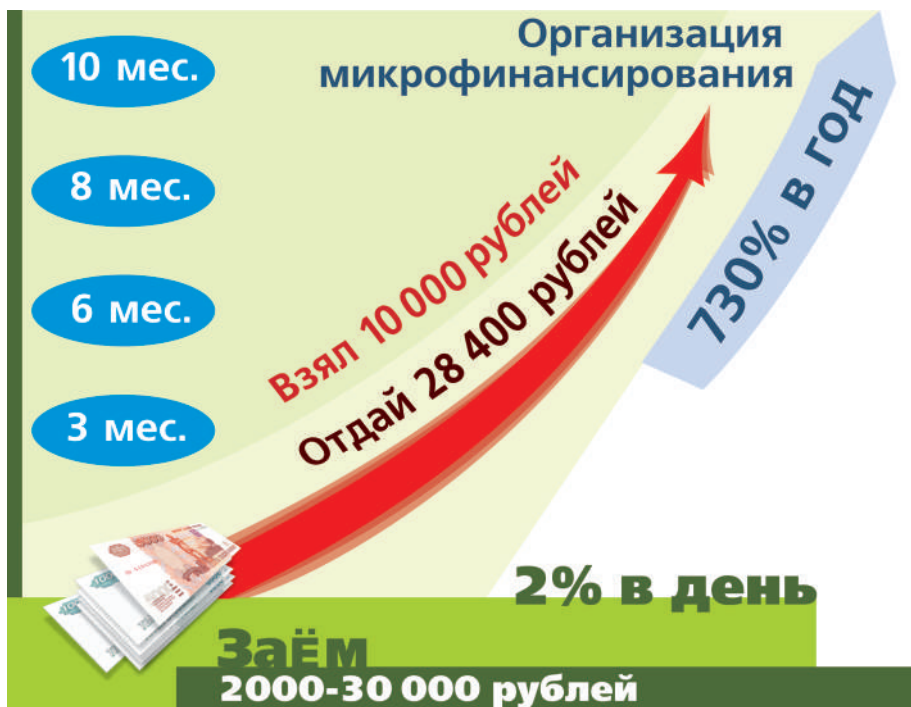 Организация
микрофинансирования
10 мес.
8 мес.
6 мес.
3 мес.
Взял 10 000 рублей
Отдай 28 400 рублей
730% в год
2% в день
Заём
2000-30 000 рублей